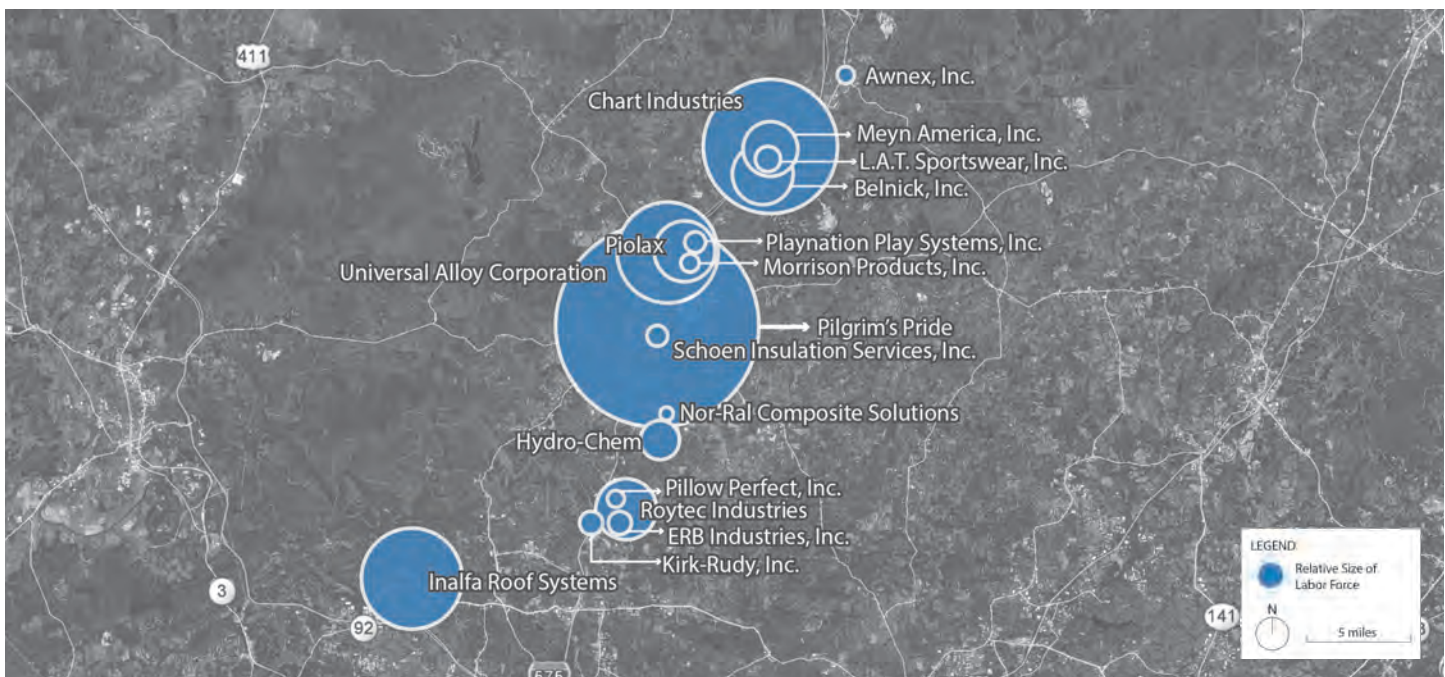 411
Awnex, Inc.
Chart Industries
Meyn America, Inc.
L.A.T. Sportswear, Inc.
Belnick, Inc.
Piolax
Playnation Play Systems, Inc.
Universal Alloy Corporation
Morrison Products, Inc.
Pilgrim's Pride
Schoen Insulation Services, Inc.
Nor-Ral Composite Solutions
Hydro-Chem
Pillow Perfect, Inc.
Roytec Industries
ERB Industries, Inc.
Kirk-Rudy, Inc.
Inalfa Roof Systems
3
92
575
141
LEGEND
Relative Size of
Labor Force
N
5 miles